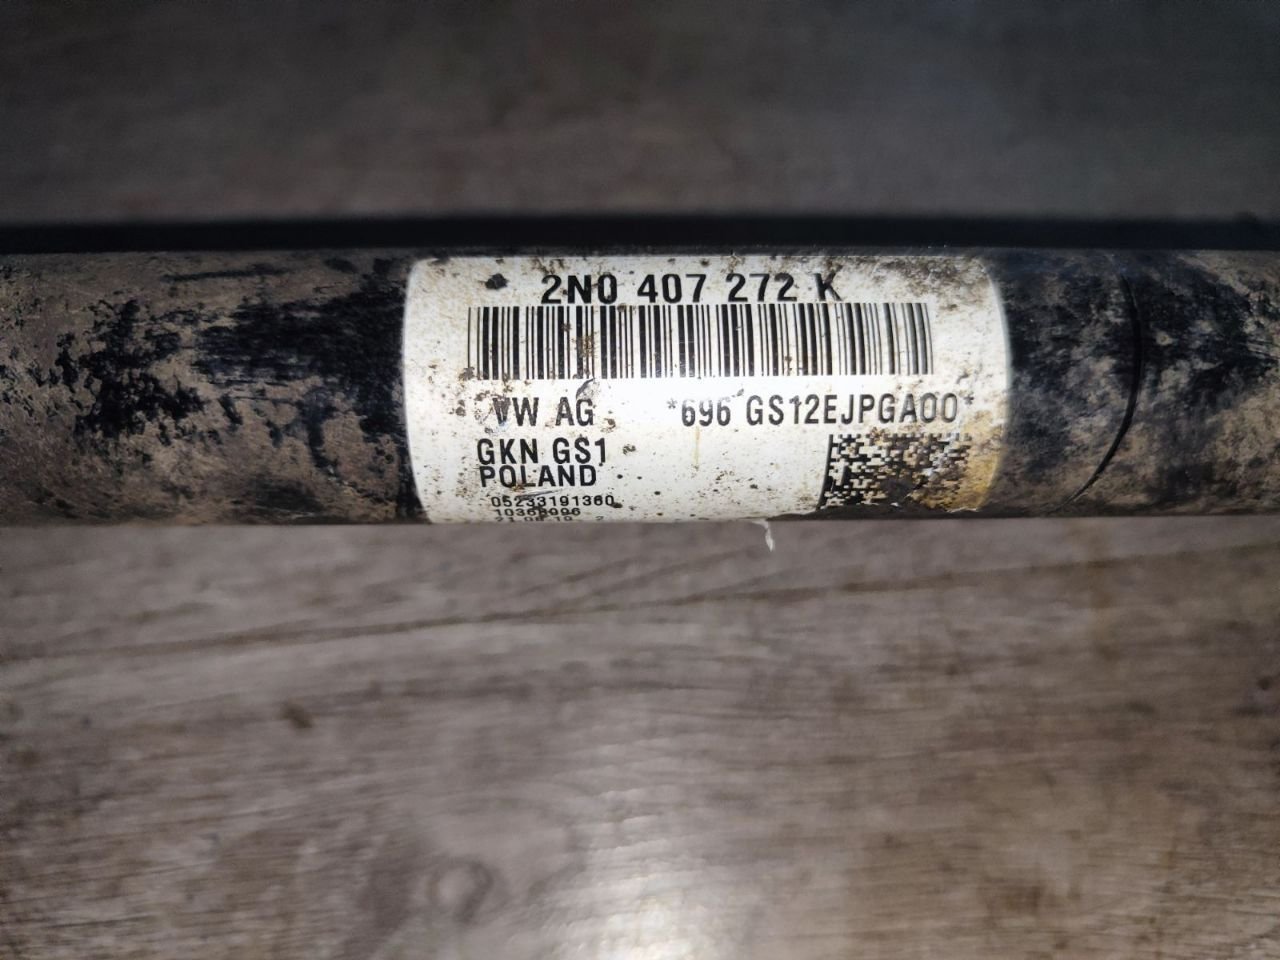 2N0 407 272 K
VW AG *696 GS12EJPGA00*
GKN GS1
POLAND
05233191360